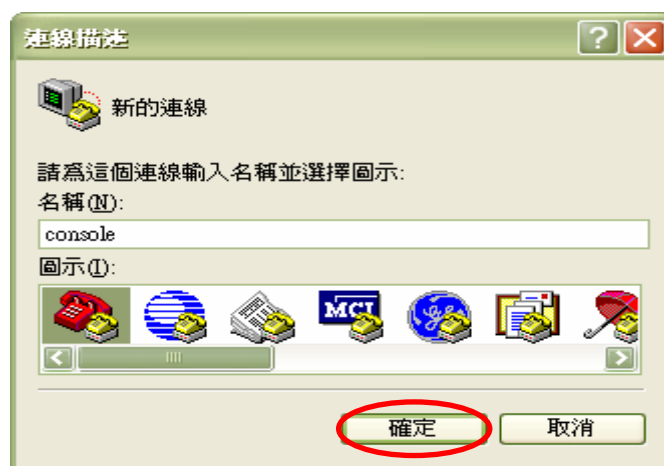 連線描述
新的連線
請為這個連線輸入名稱並選擇圖示:
名稱(N):
console
圖示(I):
MCI
確定
取消